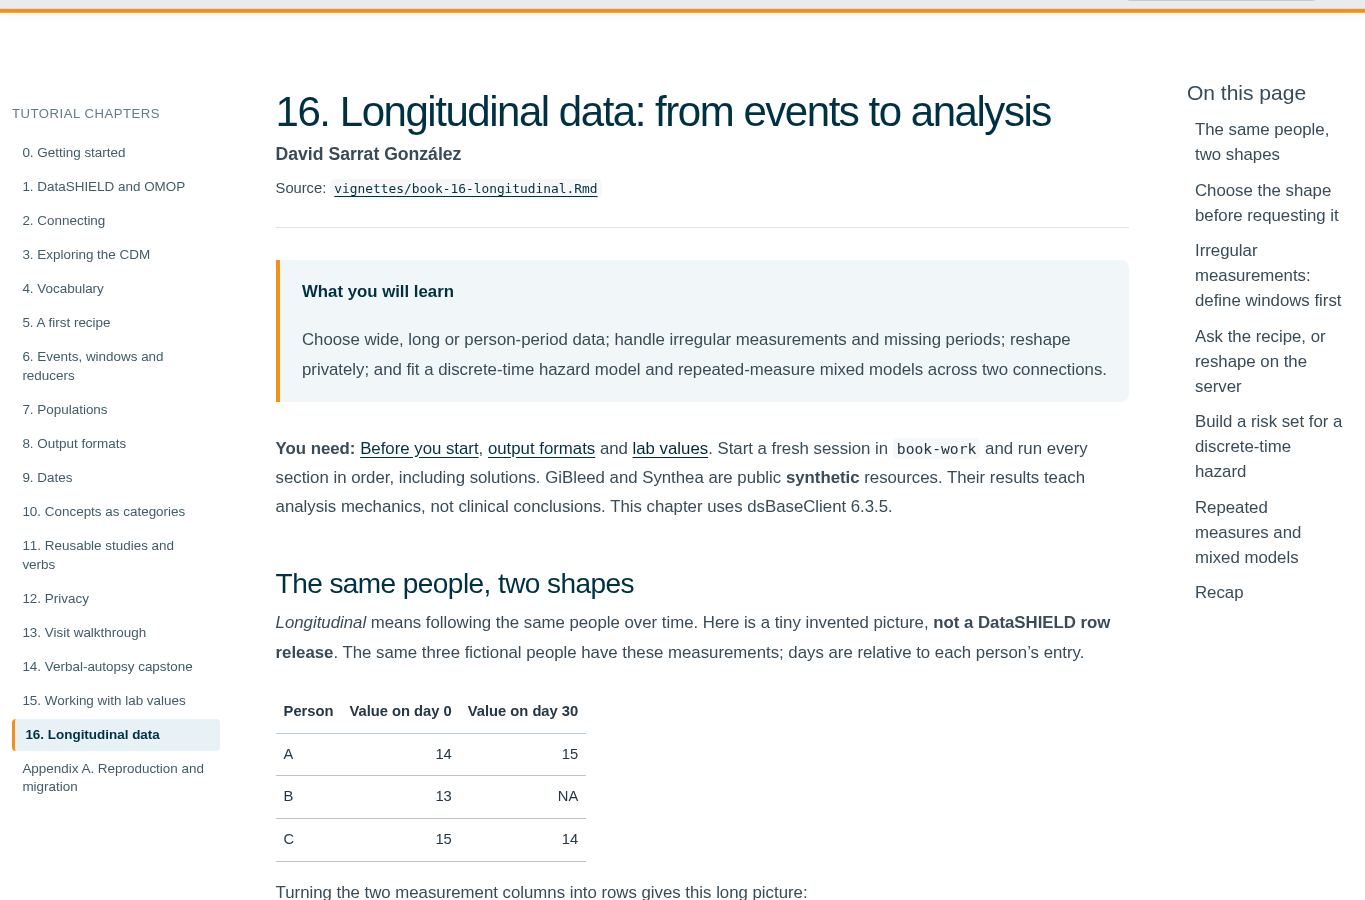 TUTORIAL CHAPTERS
0. Getting started
1. DataSHIELD and OMOP
2. Connecting
3. Exploring the CDM
4. Vocabulary
5. A first recipe
6. Events, windows and
reducers
7. Populations
8. Output formats
9. Dates
10. Concepts as categories
11. Reusable studies and
verbs
12. Privacy
13. Visit walkthrough
14. Verbal-autopsy capstone
15. Working with lab values
16. Longitudinal data
Appendix A. Reproduction and
migration
16. Longitudinal data: from events to analysis
David Sarrat González
Source: vignettes/book-16-longitudinal.Rmd
What you will learn
Choose wide, long or person-period data; handle irregular measurements and missing periods; reshape
privately; and fit a discrete-time hazard model and repeated-measure mixed models across two connections.
You need: Before you start, output formats and lab values. Start a fresh session in book-work and run every
section in order, including solutions. GiBleed and Synthea are public synthetic resources. Their results teach
analysis mechanics, not clinical conclusions. This chapter uses dsBaseClient 6.3.5.
The same people, two shapes
Longitudinal means following the same people over time. Here is a tiny invented picture, not a DataSHIELD row
release. The same three fictional people have these measurements; days are relative to each person’s entry.
Person Value on day 0 Value on day 30
A 14 15
B 13 NA
C 15 14
Turning the two measurement columns into rows gives this long picture:
On this page
The same people,
two shapes
Choose the shape
before requesting it
Irregular
measurements:
define windows first
Ask the recipe, or
reshape on the
server
Build a risk set for a
discrete-time
hazard
Repeated
measures and
mixed models
Recap